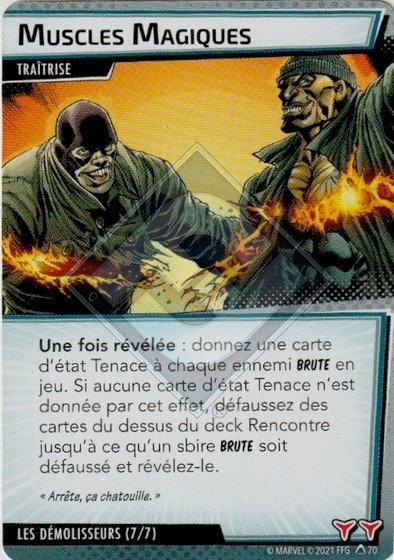 MUSCLES MAGIQUES
TRAÎTRISE
Une fois révélée : donnez une carte
d'état Tenace à chaque ennemi BRUTE en
jeu. Si aucune carte d'état Tenace n'est
donnée par cet effet, défaussez des
cartes du dessus du deck Rencontre
jusqu'à ce qu'un sbire BRUTE soit
défaussé et révélez-le.
« Arrête, ça chatouille. »
LES DÉMOLISSEURS (7/7)
© MARVEL © 2021 FFG 70